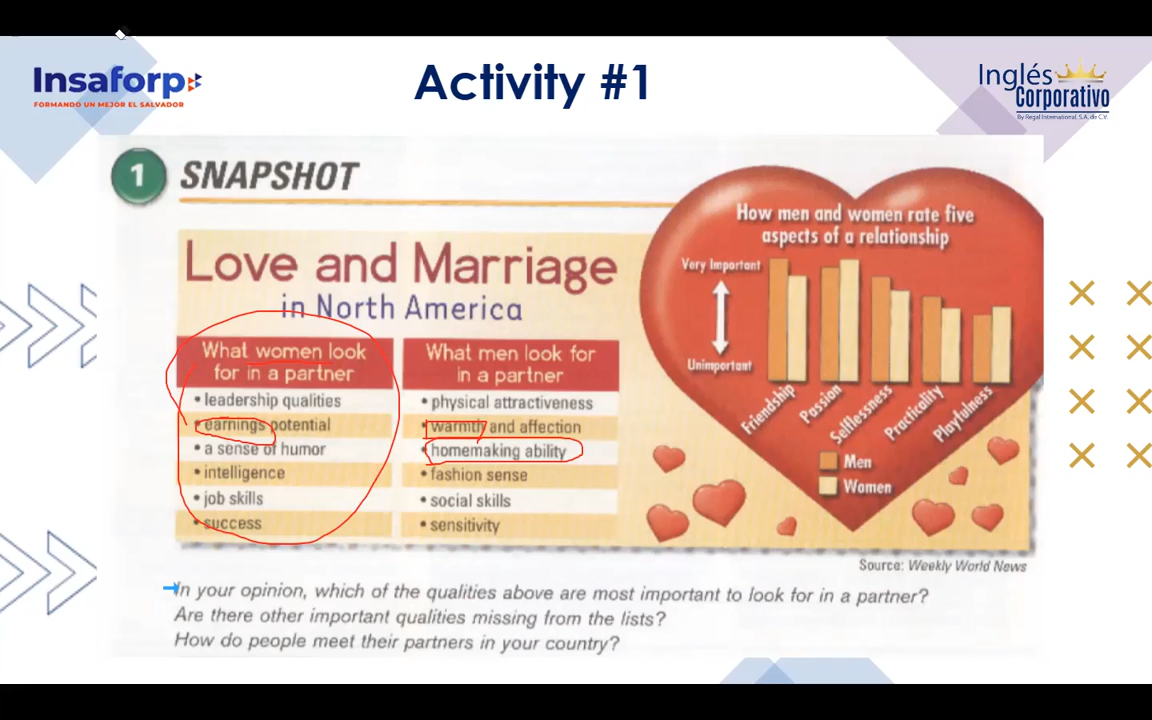 Insaforp
FORMANDO UN MEJOR EL SALVADOR
Activity #1
Inglés
Corporativo
By Regal International, S.A. de C.V.
1 SNAPSHOT
Love and Marriage
in North America
What women look
for in a partner
• leadership qualities
• earnings potential
• a sense of humor
• intelligence
• job skills
• success
What men look for
in a partner
• physical attractiveness
• warmth and affection
• homemaking ability
• fashion sense
• social skills
• sensitivity
How men and women rate five
aspects of a relationship
Very Important
Unimportant
Friendship
Passion
Selflessness
Practicality
Playfulness
Men
Women
Source: Weekly World News
In your opinion, which of the qualities above are most important to look for in a partner?
Are there other important qualities missing from the lists?
How do people meet their partners in your country?